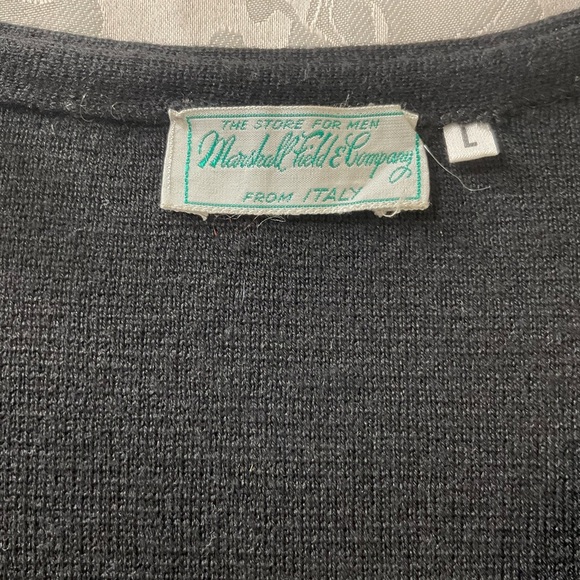 THE STORE FOR MEN
Marshall Field & Company
FROM ITALY
L